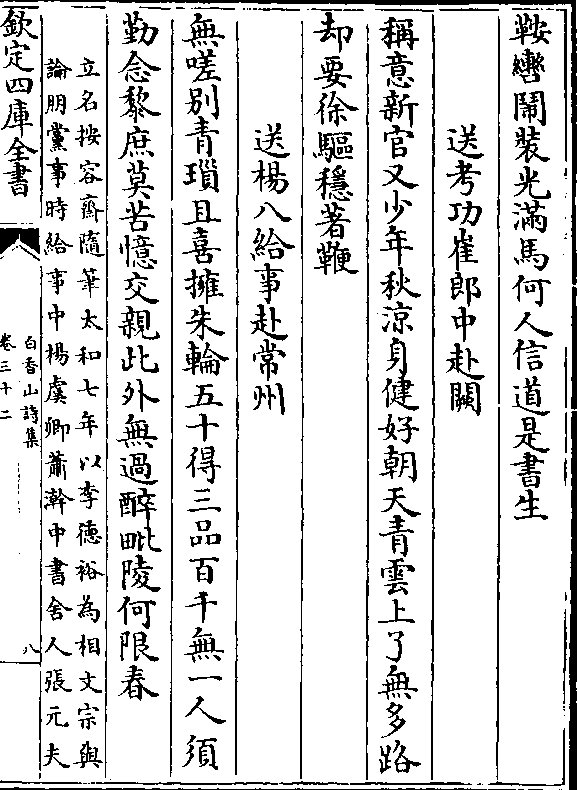 鞍轡鬧裝光滿馬何人信道是書生
送考功崔郎中赴闕
稱意新官又少年秋涼身健好朝天青雲上了無多路
却要徐驅穩著鞭
送楊八給事赴常州
無嗟别青瑣且喜擁朱輪五十得三品百千無一人須
勤念黎庶莫苦憶交親此外無過醉毗陵何限春
立名按容齋隨筆太和七年以李德裕為相文宗與
論朋黨事時給事中楊虞卿蕭澣中書舍人張元夫
欽定四庫全書
白香山詩集
卷三十二
八